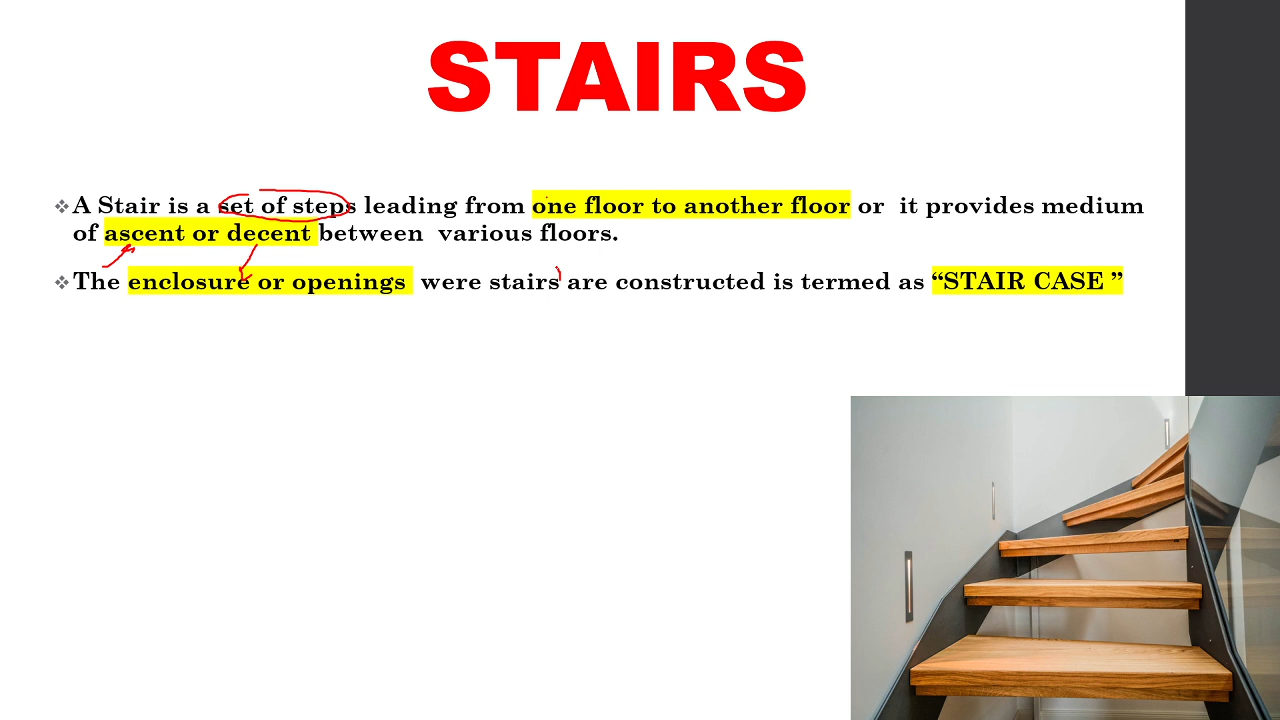 STAIRS
A Stair is a set of steps leading from one floor to another floor or it provides medium
of ascent or decent between various floors.
The enclosure or openings were stairs are constructed is termed as “STAIR CASE ”